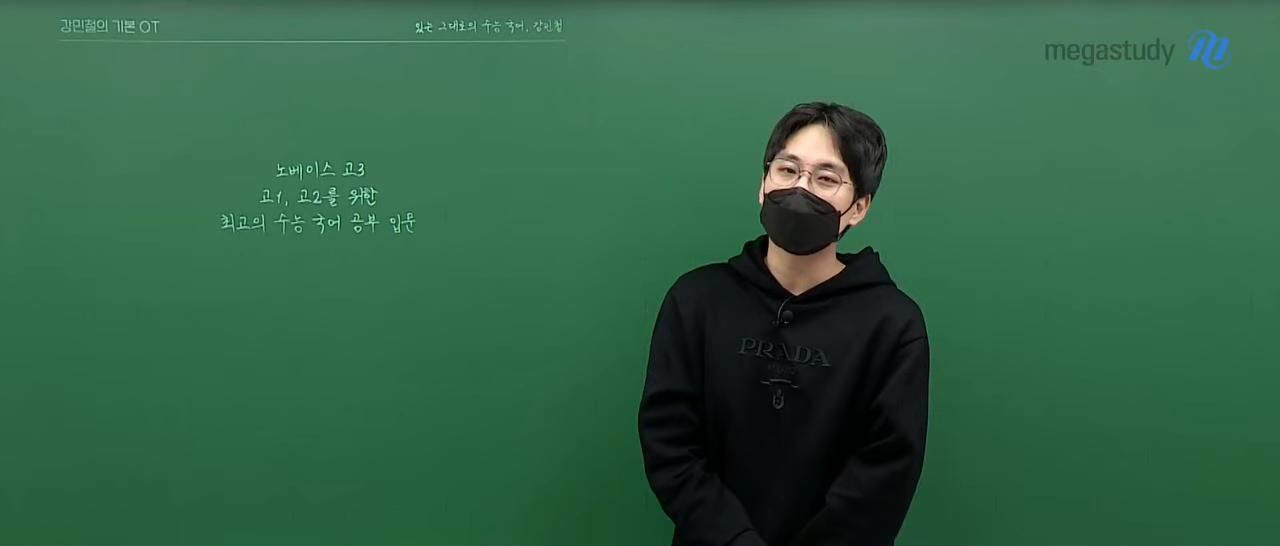 강민철의 기본 OT
있는 그대로의 수능 국어, 강민철
megastudy
노베이스 고3
고1, 고2를 위한
최고의 수능 국어 공부 입문
PRADA